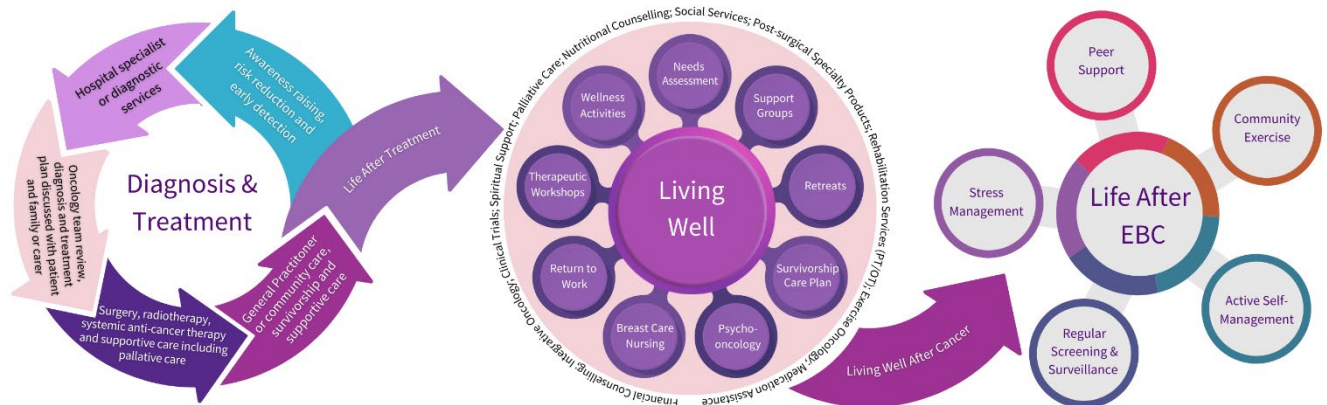 Awareness raising,
risk reduction and
early detection
Hospital specialist
or diagnostic
services
Oncology team review,
diagnosis and treatment
plan discussed with patient
and family or carer
Surgery, radiotherapy,
systemic anti-cancer therapy
and supportive care including
pallative care
General Practitioner
or community care,
survivorship and
supportive care
Diagnosis &
Treatment
Life After Treatment
Financial Counselling; Integrative Oncology; Clinical Trials; Spiritual Support; Palliative Care; Nutritional Counselling; Social Services; Post-surgical Specialty Products; Rehabilitation Services (PT/OT); Exercise Oncology; Medication Assistance
Needs
Assessment
Support
Groups
Retreats
Survivorship
Care Plan
Psycho-
oncology
Breast Care
Nursing
Return to
Work
Therapeutic
Workshops
Wellness
Activities
Living
Well
Living Well After Cancer
Peer
Support
Community
Exercise
Active Self-
Management
Regular
Screening &
Surveillance
Stress
Management
Life After
EBC